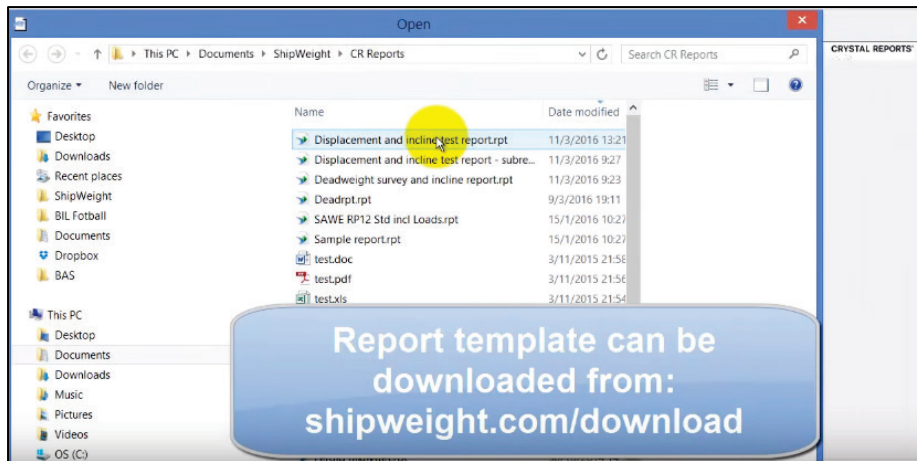 Open
This PC ▸ Documents ▸ ShipWeight ▸ CR Reports
Search CR Reports
CRYSTAL REPORTS'
Organize
New folder
Favorites
Desktop
Downloads
Recent places
ShipWeight
BIL Fotball
Documents
Dropbox
BAS
This PC
Desktop
Documents
Downloads
Music
Pictures
Videos
OS (C:)
Name Date modified
Displacement and incline test report.rpt 11/3/2016 13:21
Displacement and incline test report - subre... 11/3/2016 9:27
Deadweight survey and incline report.rpt 11/3/2016 9:23
Deadrpt.rpt 9/3/2016 19:11
SAWE RP12 Std incl Loads.rpt 15/1/2016 10:27
Sample report.rpt 15/1/2016 10:27
test.doc 3/11/2015 21:58
test.pdf 3/11/2015 21:56
test.xls 3/11/2015 21:54
Report template can be
downloaded from:
shipweight.com/download